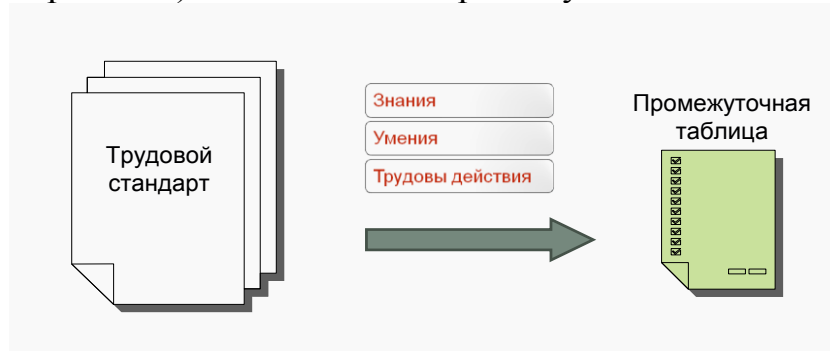 Трудовой
стандарт
Знания
Умения
Трудовы действия
Промежуточная
таблица